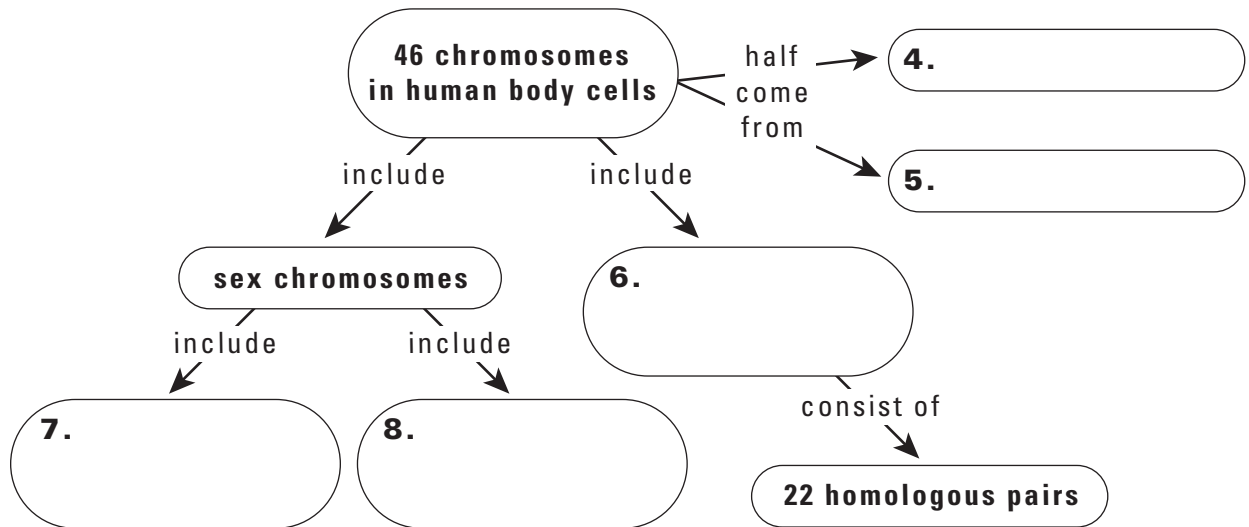 46 chromosomes
in human body cells
half
come
from
4.
5.
include
include
sex chromosomes
6.
include
include
7.
8.
consist of
22 homologous pairs